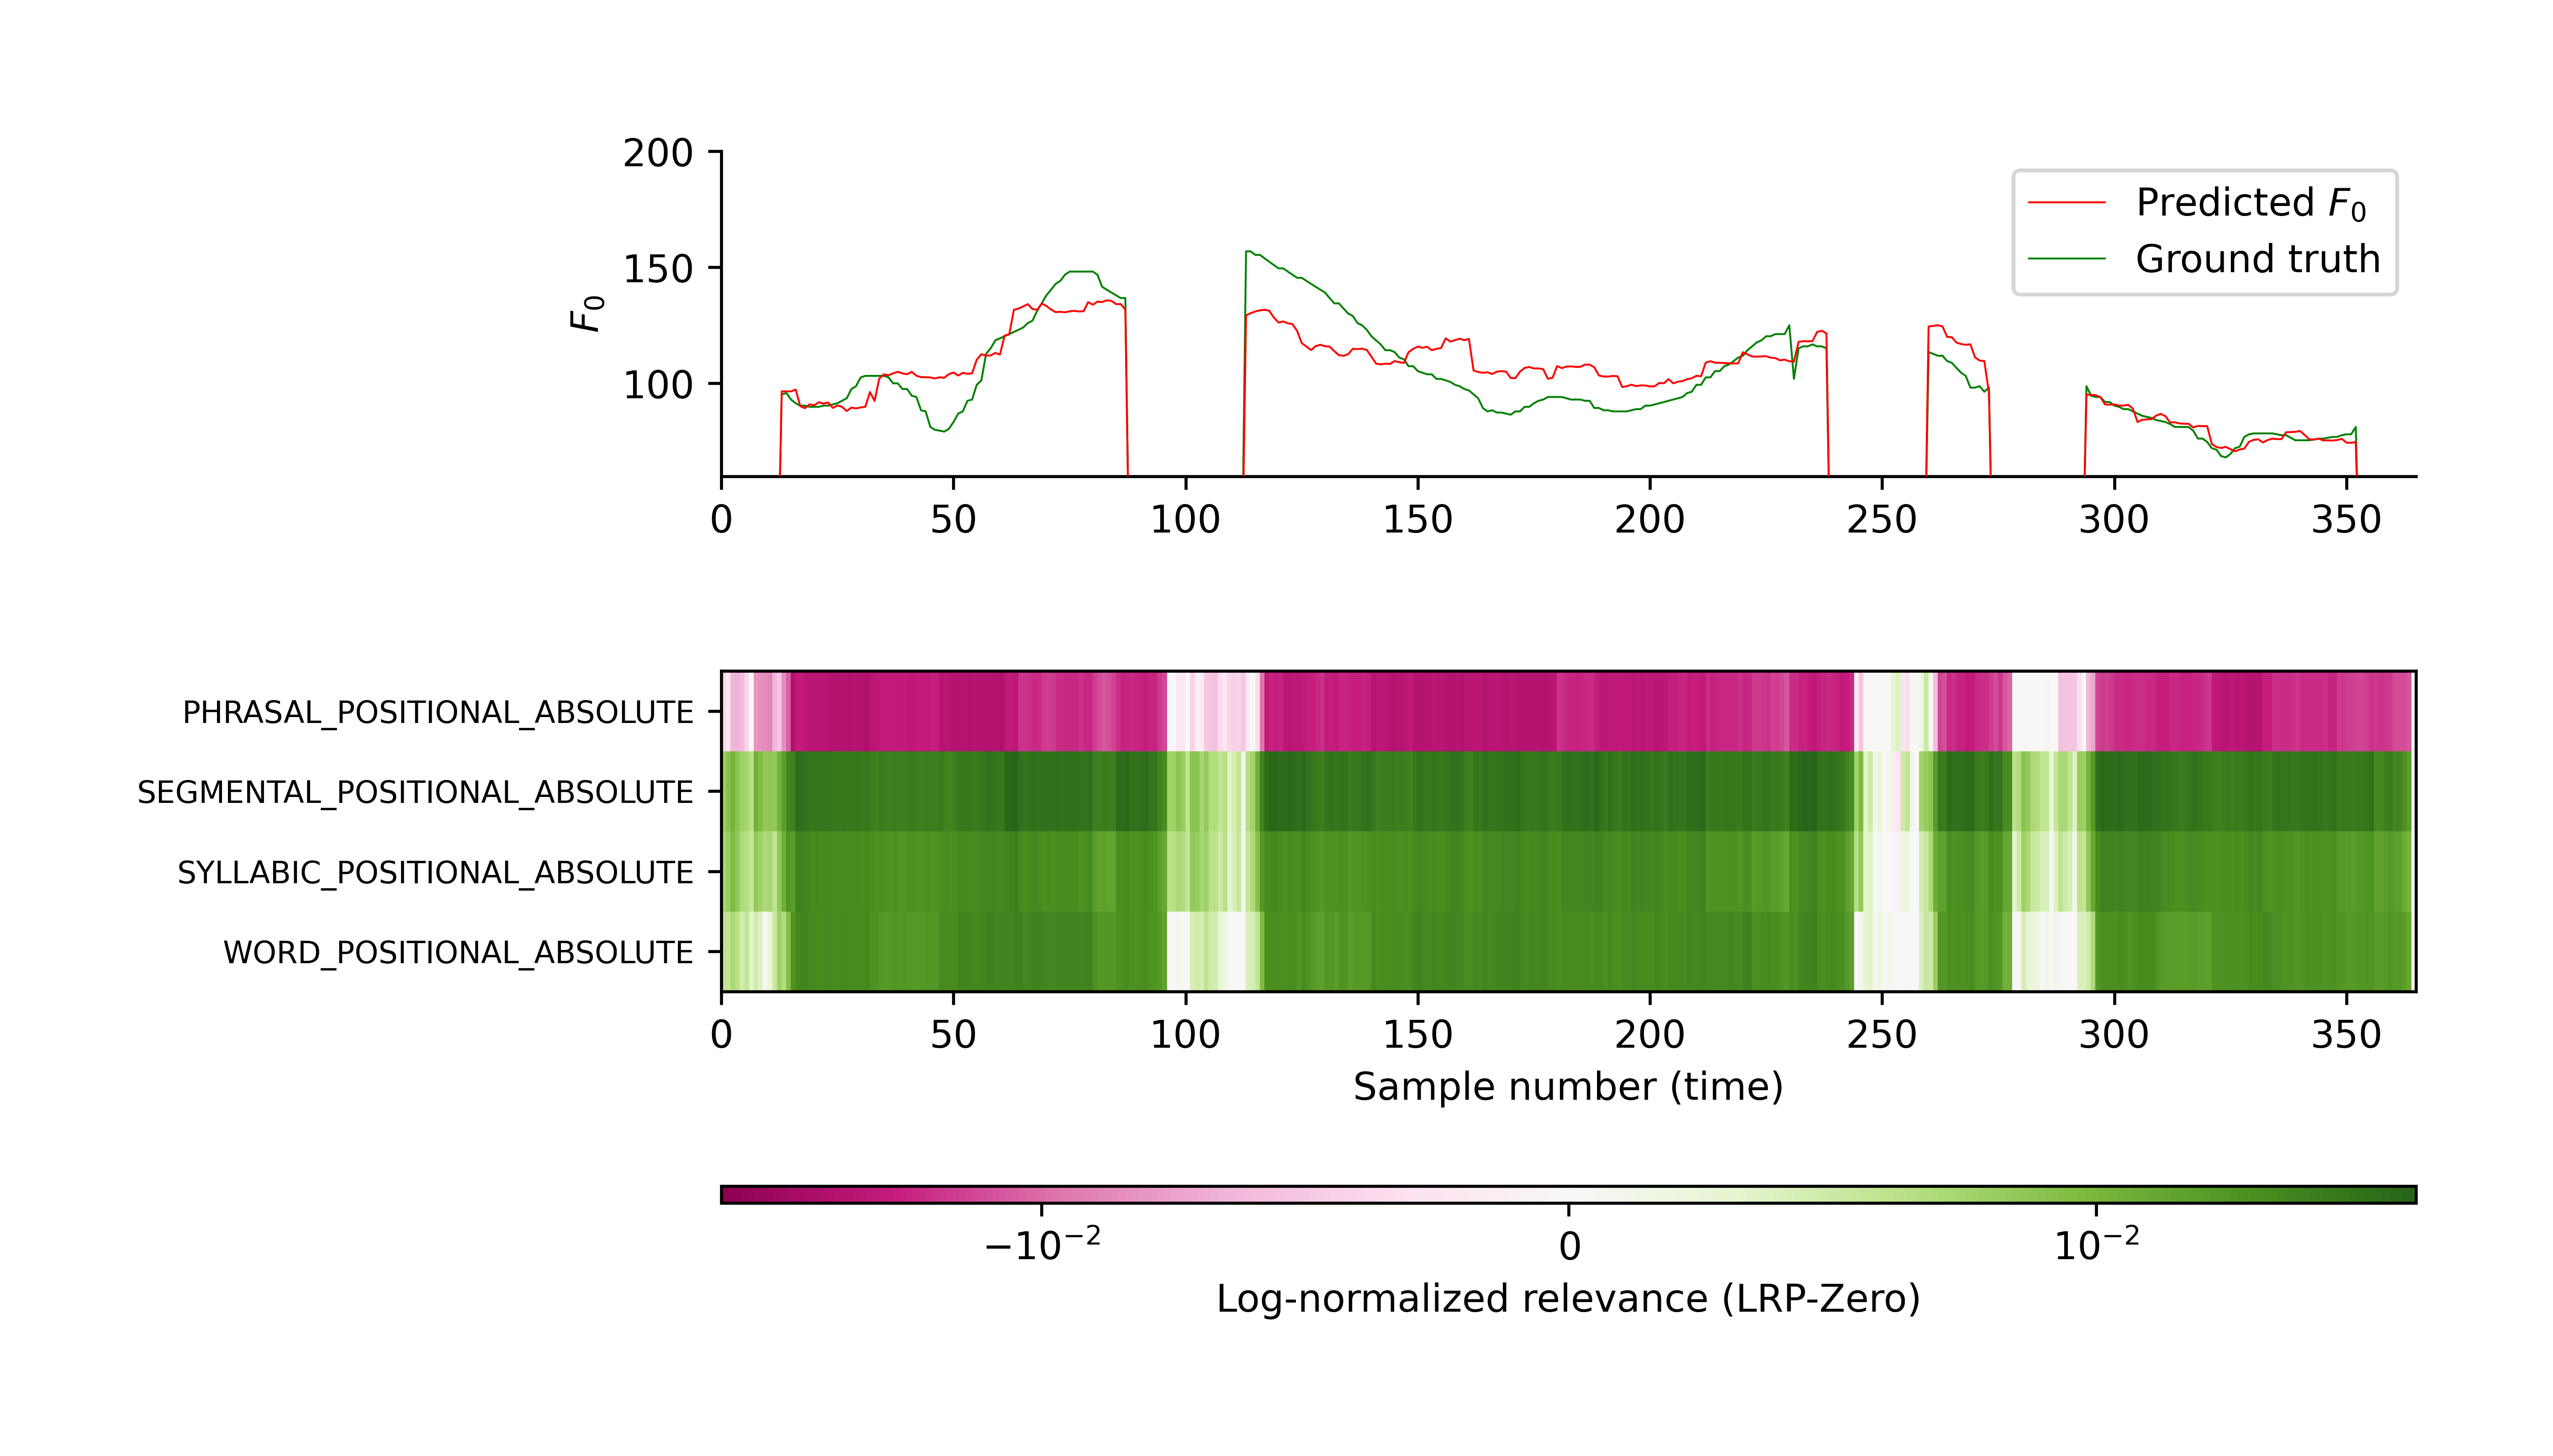 200
150
100
F₀
Predicted F₀
Ground truth
0 50 100 150 200 250 300 350
PHRASAL_POSITIONAL_ABSOLUTE
SEGMENTAL_POSITIONAL_ABSOLUTE
SYLLABIC_POSITIONAL_ABSOLUTE
WORD_POSITIONAL_ABSOLUTE
0 50 100 150 200 250 300 350
Sample number (time)
−10⁻² 0 10⁻²
Log-normalized relevance (LRP-Zero)